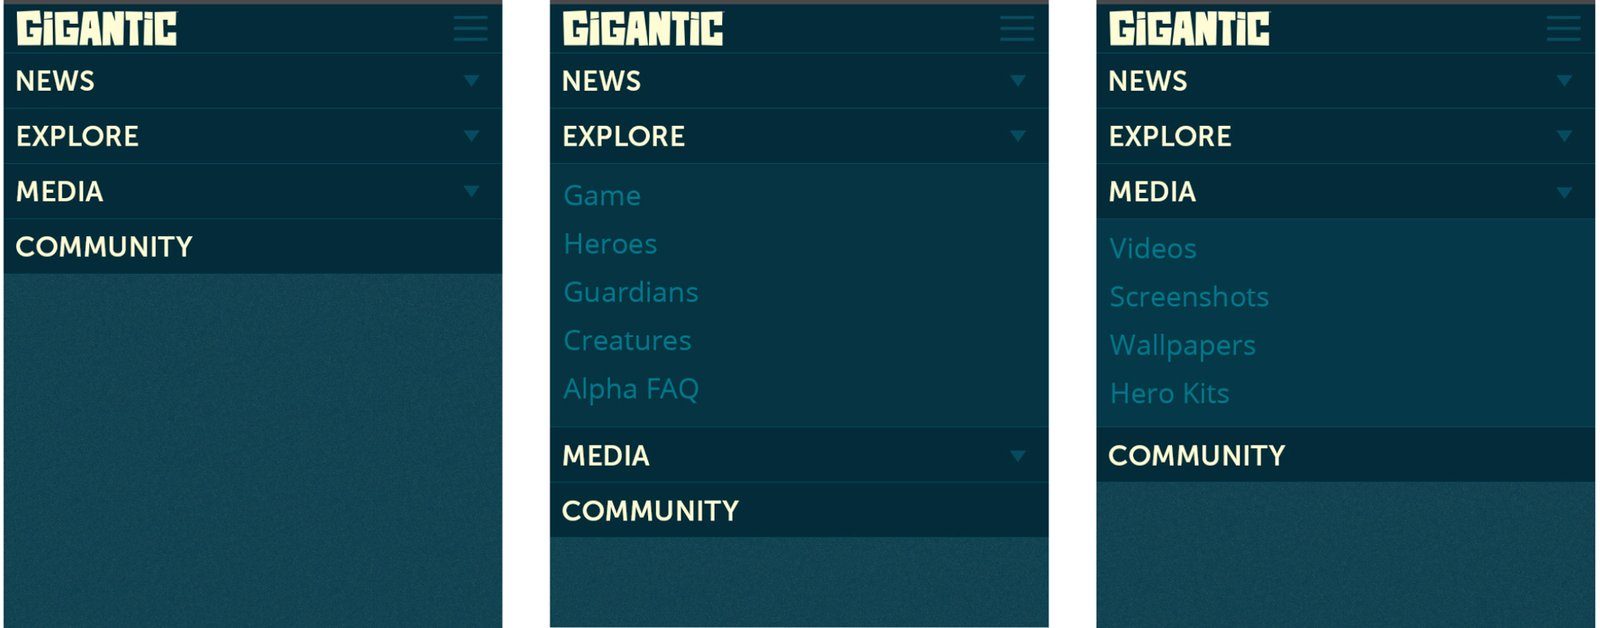 GiGANTiC
NEWS
EXPLORE
MEDIA
COMMUNITY
GiGANTiC
NEWS
EXPLORE
Game
Heroes
Guardians
Creatures
Alpha FAQ
MEDIA
COMMUNITY
GiGANTiC
NEWS
EXPLORE
MEDIA
Videos
Screenshots
Wallpapers
Hero Kits
COMMUNITY